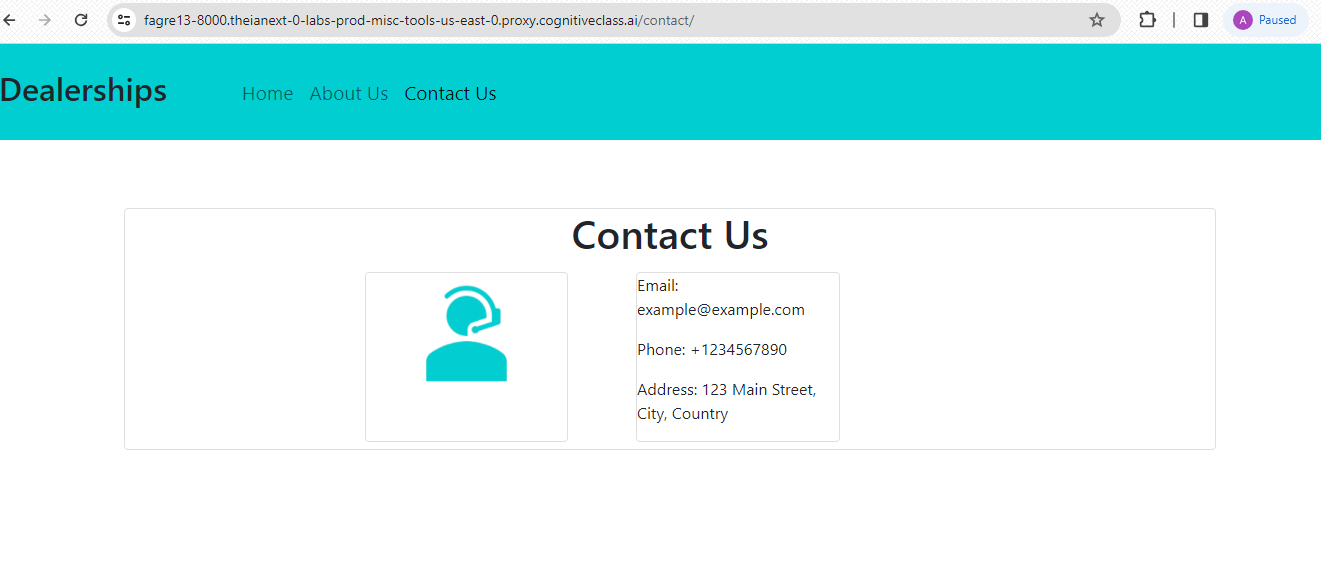 fagre13-8000.theianext-0-labs-prod-misc-tools-us-east-0.proxy.cognitiveclass.ai/contact/
A Paused
Dealerships Home About Us Contact Us
Contact Us
Email:
example@example.com
Phone: +1234567890
Address: 123 Main Street,
City, Country